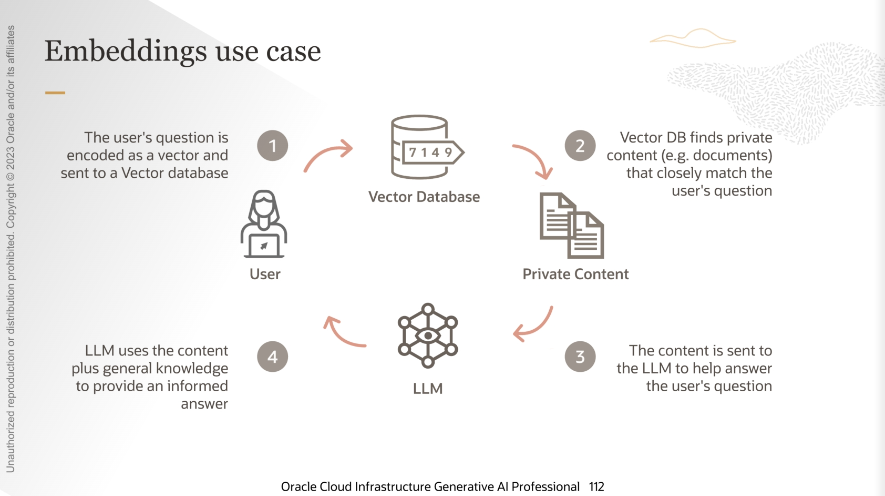 Embeddings use case
The user's question is
encoded as a vector and
sent to a Vector database
1
7 1 4 9
Vector Database
2
Vector DB finds private
content (e.g. documents)
that closely match the
user's question
User
Private Content
LLM uses the content
plus general knowledge
to provide an informed
answer
4
LLM
3
The content is sent to
the LLM to help answer
the user's question
Oracle Cloud Infrastructure Generative AI Professional 112
Unauthorized reproduction or distribution prohibited. Copyright © 2023 Oracle and/or its affiliates